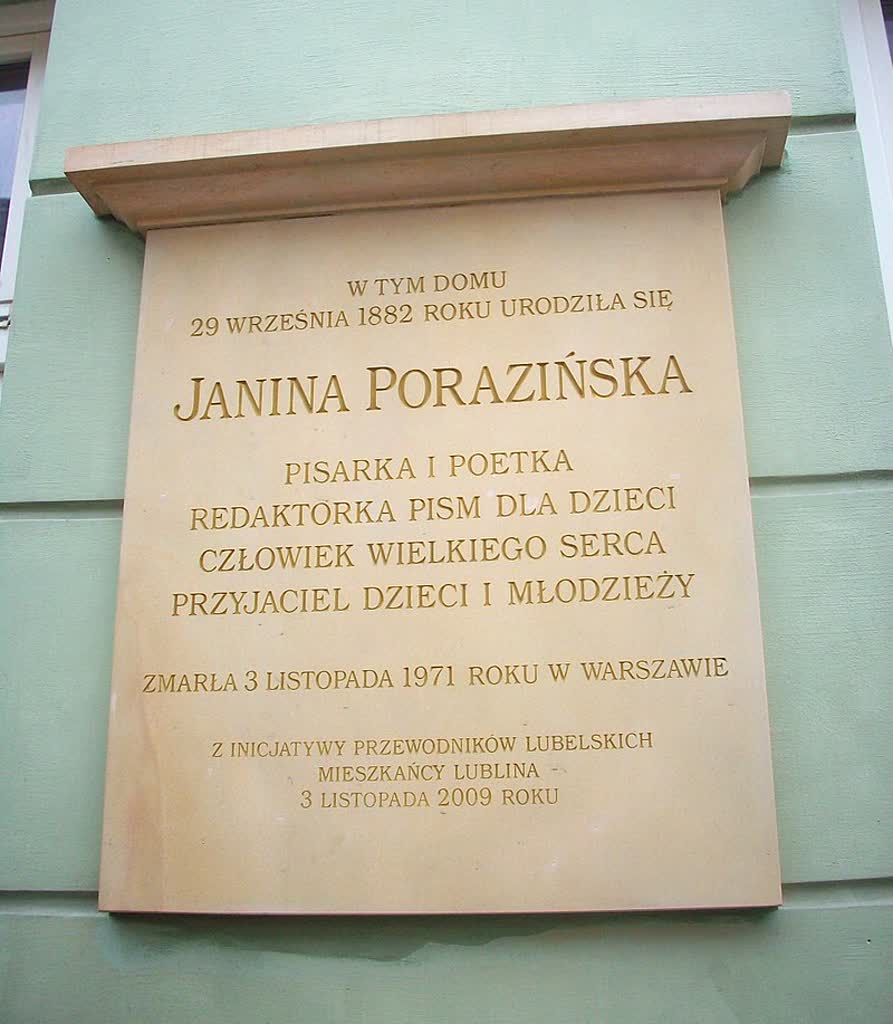 W TYM DOMU
29 WRZEŚNIA 1882 ROKU URODZIŁA SIĘ
JANINA PORAZIŃSKA
PISARKA I POETKA
REDAKTORKA PISM DLA DZIECI
CZŁOWIEK WIELKIEGO SERCA
PRZYJACIEL DZIECI I MŁODZIEŻY
ZMARŁA 3 LISTOPADA 1971 ROKU W WARSZAWIE
Z INICJATYWY PRZEWODNIKÓW LUBELSKICH
MIESZKAŃCY LUBLINA
3 LISTOPADA 2009 ROKU